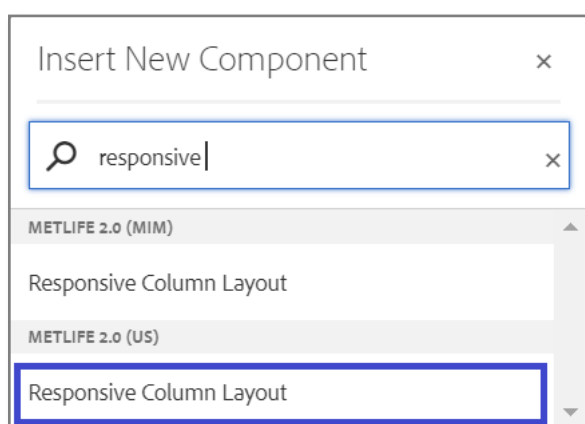 Insert New Component
responsive
METLIFE 2.0 (MIM)
Responsive Column Layout
METLIFE 2.0 (US)
Responsive Column Layout